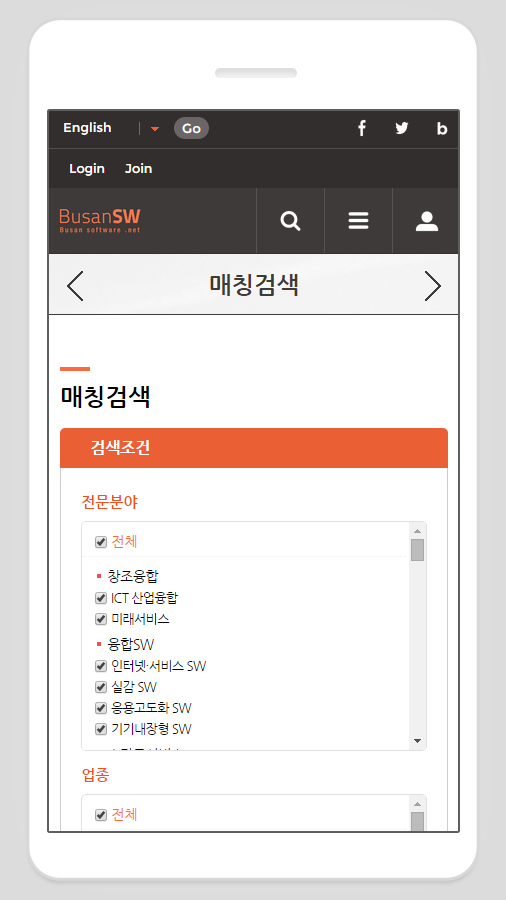 English Go
Login Join
BusanSW
Busan software .net
매칭검색
매칭검색
검색조건
전문분야
전체
창조융합
ICT 산업융합
미래서비스
융합SW
인터넷·서비스 SW
실감 SW
응용고도화 SW
기기내장형 SW
업종
전체